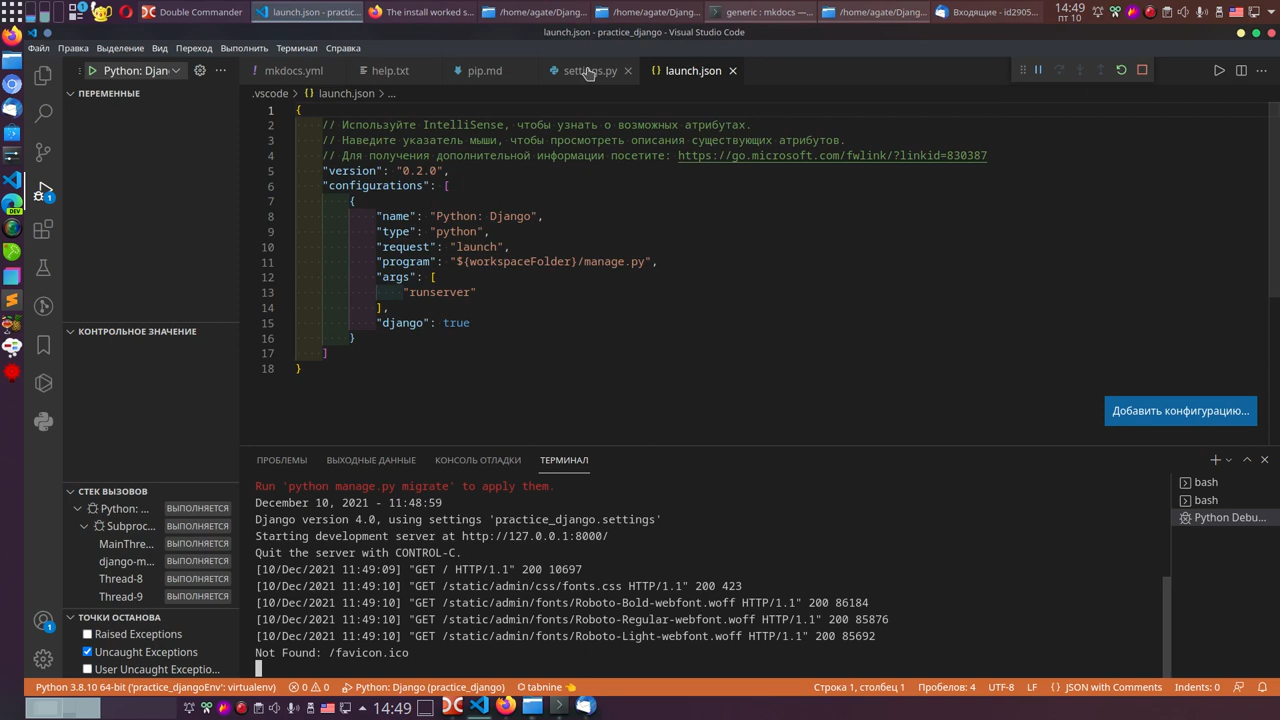 Double Commander
launch.json - practic...
The install worked s...
/home/agate/Djang...
/home/agate/Djang...
generic : mkdocs —...
/home/agate/Djang...
Входящие - id2905...
14:49
пт 10
launch.json - practice_django - Visual Studio Code
Файл Правка Выделение Вид Переход Выполнить Терминал Справка
Python: Djan
mkdocs.yml
help.txt
pip.md
settings.py
launch.json
ПЕРЕМЕННЫЕ
.vscode > {} launch.json > ...
1 {
2 // Используйте IntelliSense, чтобы узнать о возможных атрибутах.
3 // Наведите указатель мыши, чтобы просмотреть описания существующих атрибутов.
4 // Для получения дополнительной информации посетите: https://go.microsoft.com/fwlink/?linkid=830387
5 "version": "0.2.0",
6 "configurations": [
7 {
8 "name": "Python: Django",
9 "type": "python",
10 "request": "launch",
11 "program": "${workspaceFolder}/manage.py",
12 "args": [
13 "runserver"
14 ],
15 "django": true
16 }
17 ]
18 }
Добавить конфигурацию...
КОНТРОЛЬНОЕ ЗНАЧЕНИЕ
СТЕК ВЫЗОВОВ
Python: ... ВЫПОЛНЯЕТСЯ
Subproc... ВЫПОЛНЯЕТСЯ
MainThre... ВЫПОЛНЯЕТСЯ
django-m... ВЫПОЛНЯЕТСЯ
Thread-8 ВЫПОЛНЯЕТСЯ
Thread-9 ВЫПОЛНЯЕТСЯ
ТОЧКИ ОСТАНОВА
Raised Exceptions
Uncaught Exceptions
User Uncaught Exceptio...
ПРОБЛЕМЫ ВЫХОДНЫЕ ДАННЫЕ КОНСОЛЬ ОТЛАДКИ ТЕРМИНАЛ
Run 'python manage.py migrate' to apply them.
December 10, 2021 - 11:48:59
Django version 4.0, using settings 'practice_django.settings'
Starting development server at http://127.0.0.1:8000/
Quit the server with CONTROL-C.
[10/Dec/2021 11:49:09] "GET / HTTP/1.1" 200 10697
[10/Dec/2021 11:49:10] "GET /static/admin/css/fonts.css HTTP/1.1" 200 423
[10/Dec/2021 11:49:10] "GET /static/admin/fonts/Roboto-Bold-webfont.woff HTTP/1.1" 200 86184
[10/Dec/2021 11:49:10] "GET /static/admin/fonts/Roboto-Regular-webfont.woff HTTP/1.1" 200 85876
[10/Dec/2021 11:49:10] "GET /static/admin/fonts/Roboto-Light-webfont.woff HTTP/1.1" 200 85692
Not Found: /favicon.ico
bash
bash
Python Debu...
DEV
1
1
Python 3.8.10 64-bit ('practice_djangoEnv': virtualenv) 0 0 Python: Django (practice_django) tabnine
Строка 1, столбец 1 Пробелов: 4 UTF-8 LF JSON with Comments Indents: 0
14:49